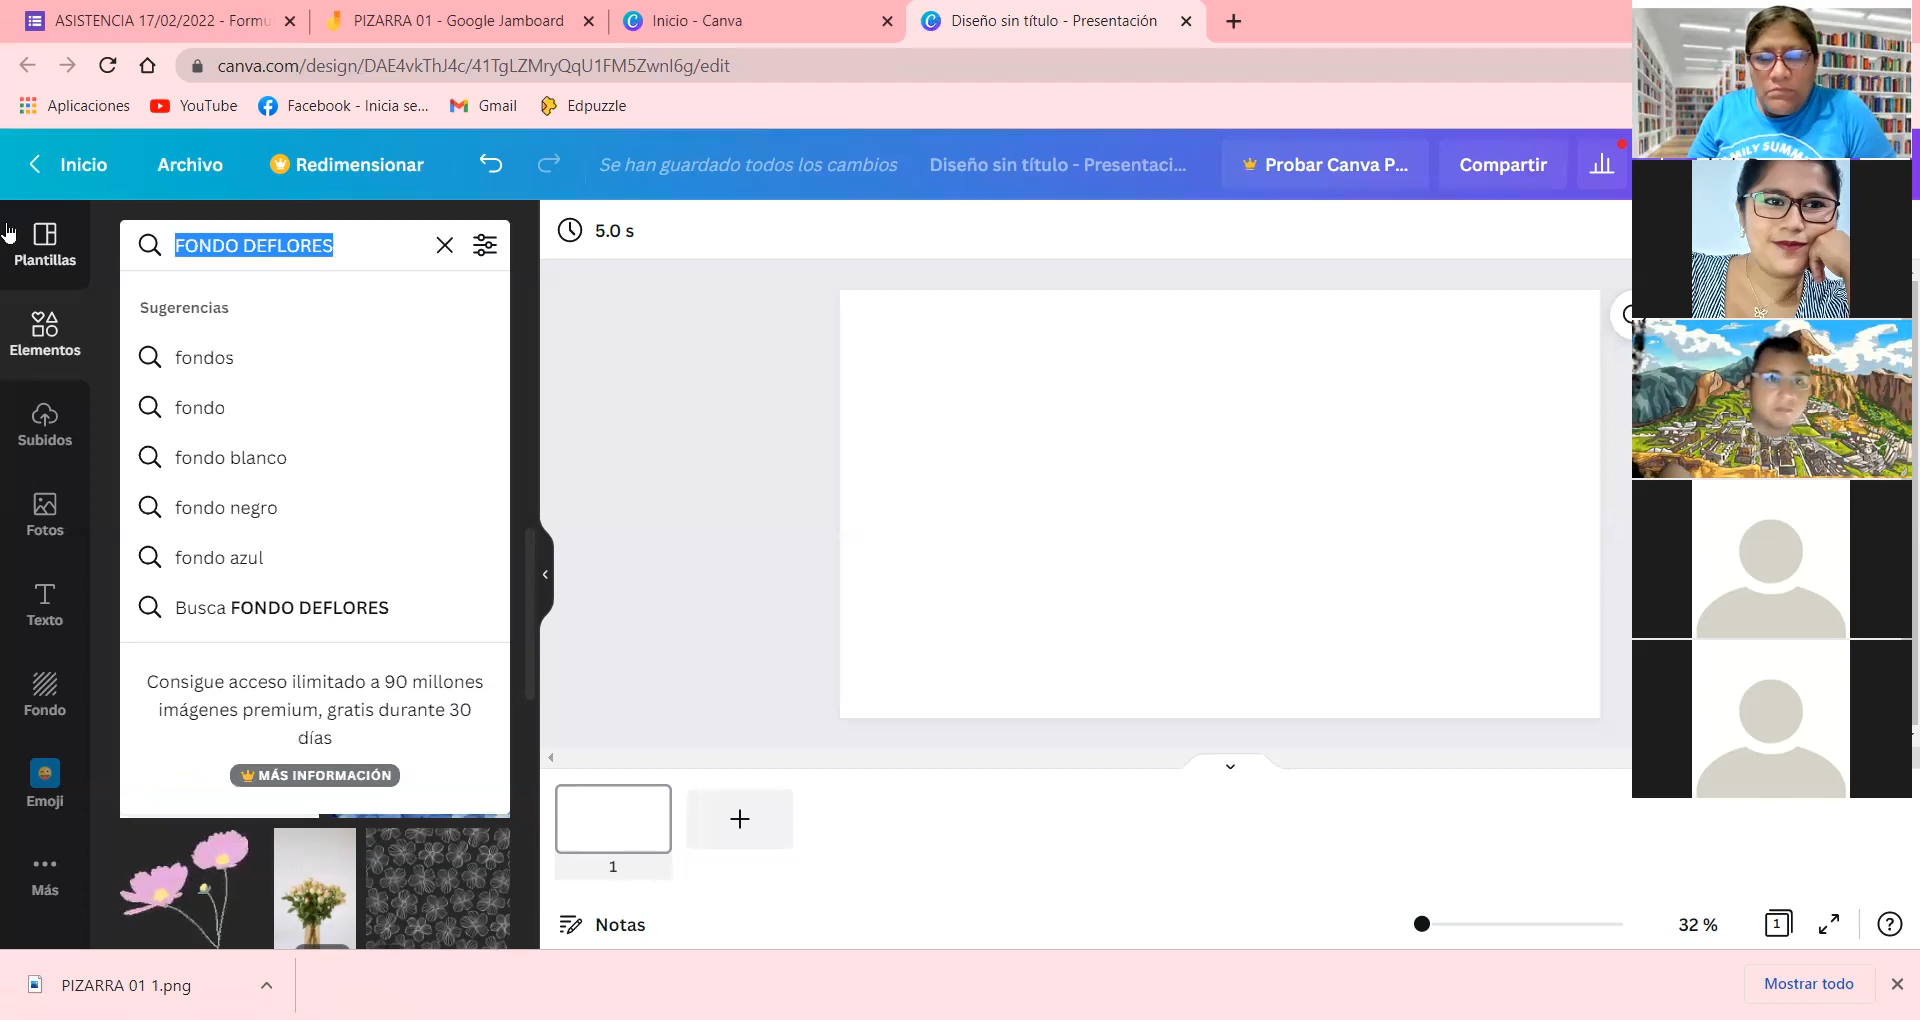 ASISTENCIA 17/02/2022 - Formu
PIZARRA 01 - Google Jamboard
Inicio - Canva
Diseño sin título - Presentación
canva.com/design/DAE4vkThJ4c/41TgLZMryQqU1FM5ZwnI6g/edit
Aplicaciones
YouTube
Facebook - Inicia se...
Gmail
Edpuzzle
Inicio
Archivo
Redimensionar
Se han guardado todos los cambios
Diseño sin título - Presentaci...
Probar Canva P...
Compartir
Plantillas
Elementos
Subidos
Fotos
Texto
Fondo
Emoji
Más
FONDO DEFLORES
Sugerencias
fondos
fondo
fondo blanco
fondo negro
fondo azul
Busca FONDO DEFLORES
Consigue acceso ilimitado a 90 millones
imágenes premium, gratis durante 30
días
MÁS INFORMACIÓN
5.0 s
1
Notas
32 %
1
PIZARRA 01 1.png
Mostrar todo